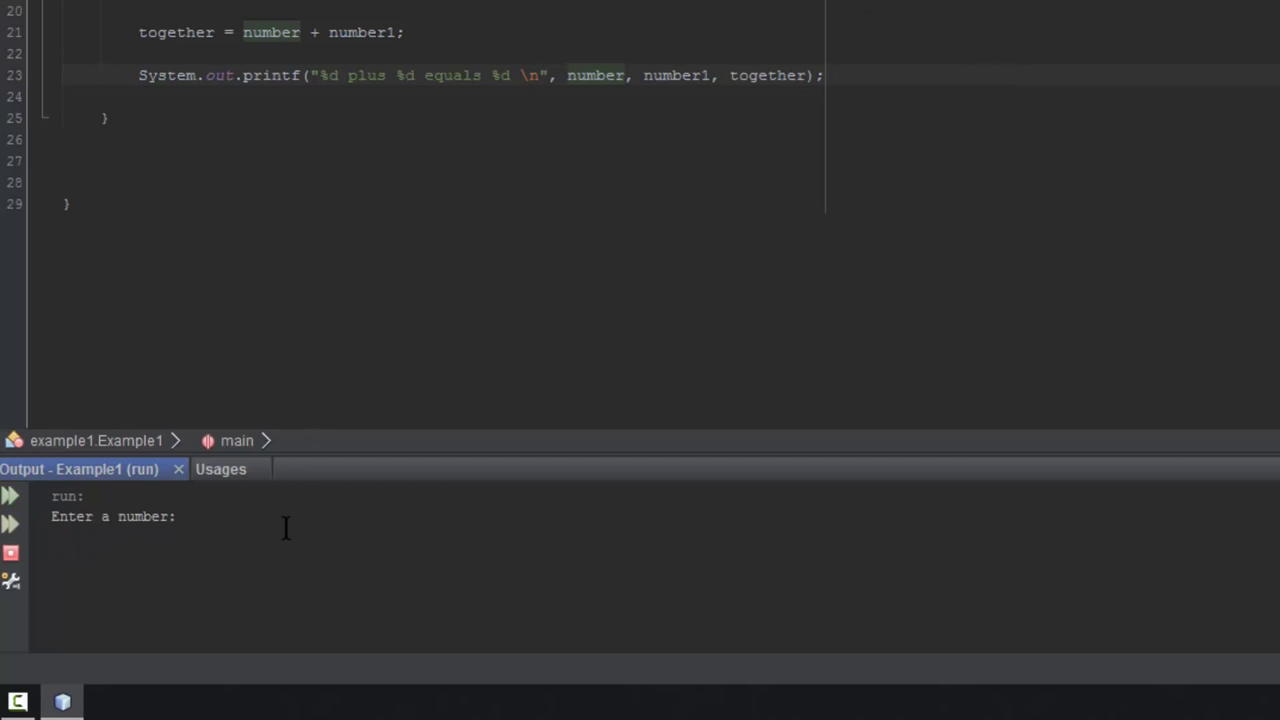 20
21 together = number + number1;
22
23 System.out.printf("%d plus %d equals %d \n", number, number1, together);
24
25 }
26
27
28
29 }
example1.Example1 main
Output - Example1 (run) Usages
run:
Enter a number: